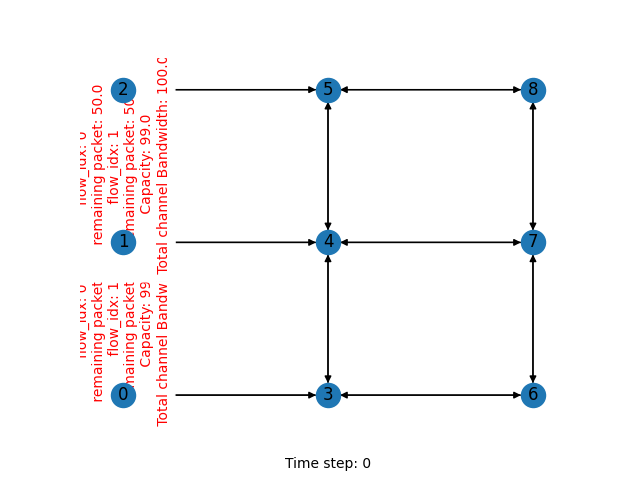 2
5
8
flow_idx: 0
remaining packet: 50.0
flow_idx: 1
remaining packet: 50
Capacity: 99.0
Total channel Bandwidth: 100.0
1
4
7
flow_idx: 0
remaining packet
flow_idx: 1
maining packet
Capacity: 99
Total channel Bandw
0
3
6
Time step: 0